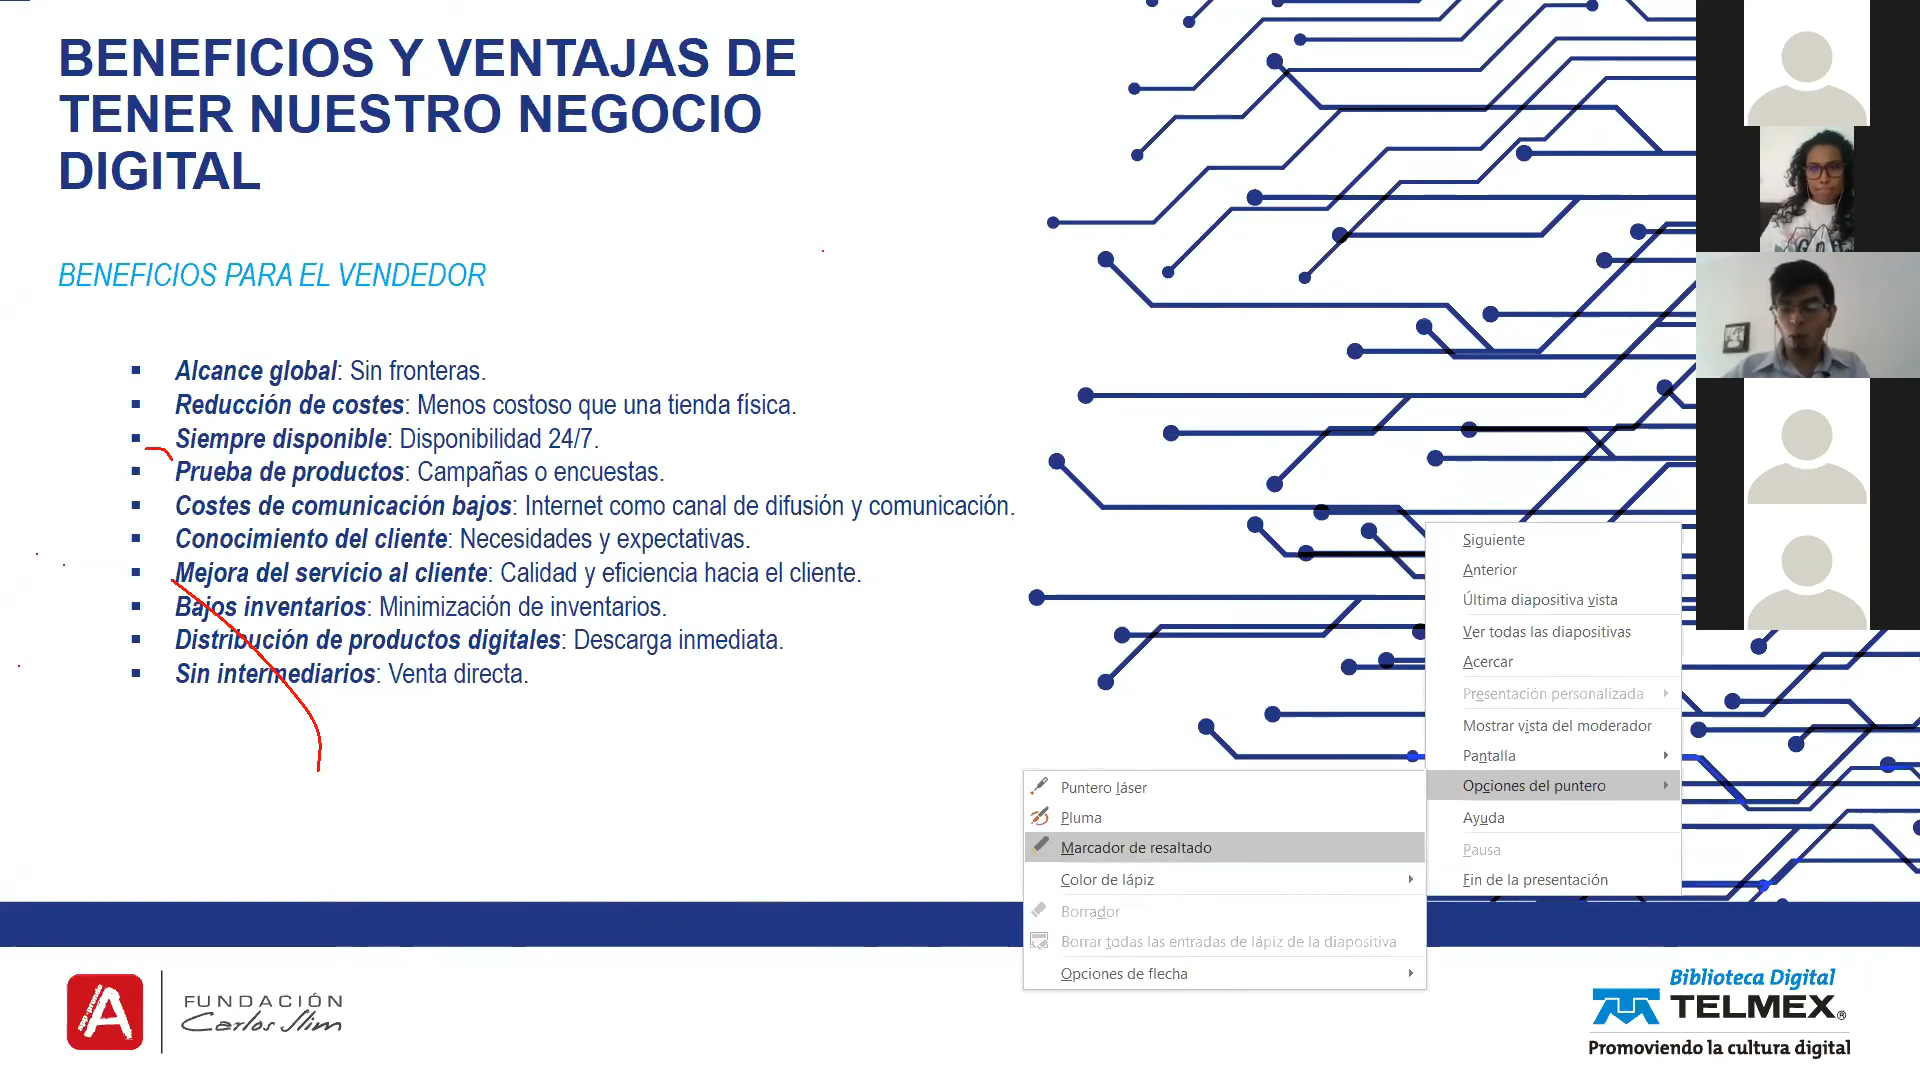 BENEFICIOS Y VENTAJAS DE
TENER NUESTRO NEGOCIO
DIGITAL
BENEFICIOS PARA EL VENDEDOR
▪ Alcance global: Sin fronteras.
▪ Reducción de costes: Menos costoso que una tienda física.
▪ Siempre disponible: Disponibilidad 24/7.
▪ Prueba de productos: Campañas o encuestas.
▪ Costes de comunicación bajos: Internet como canal de difusión y comunicación.
▪ Conocimiento del cliente: Necesidades y expectativas.
▪ Mejora del servicio al cliente: Calidad y eficiencia hacia el cliente.
▪ Bajos inventarios: Minimización de inventarios.
▪ Distribución de productos digitales: Descarga inmediata.
▪ Sin intermediarios: Venta directa.
Siguiente
Anterior
Última diapositiva vista
Ver todas las diapositivas
Acercar
Presentación personalizada
Mostrar vista del moderador
Pantalla
Opciones del puntero
Ayuda
Pausa
Fin de la presentación
Puntero láser
Pluma
Marcador de resaltado
Color de lápiz
Borrador
Borrar todas las entradas de lápiz de la diapositiva
Opciones de flecha
A
app/prende
FUNDACIÓN
Carlos Slim
Biblioteca Digital
TELMEX®
Promoviendo la cultura digital